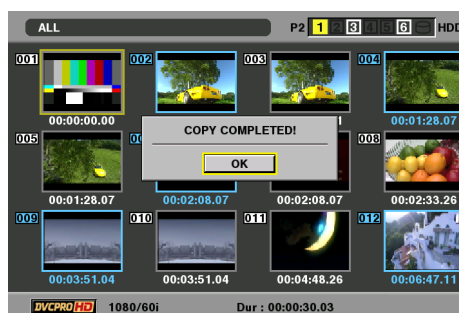 ALL P2 1 2 3 4 5 6 HDD
001 002 003 004
00:00:00.00 00:01:28.07
COPY COMPLETED!
005 008
OK
00:01:28.07 00:02:08.07 00:02:08.07 00:02:33.26
009 010 011 012
00:03:51.04 00:03:51.04 00:04:48.26 00:06:47.11
DVCPRO HD 1080/60i Dur : 00:00:30.03